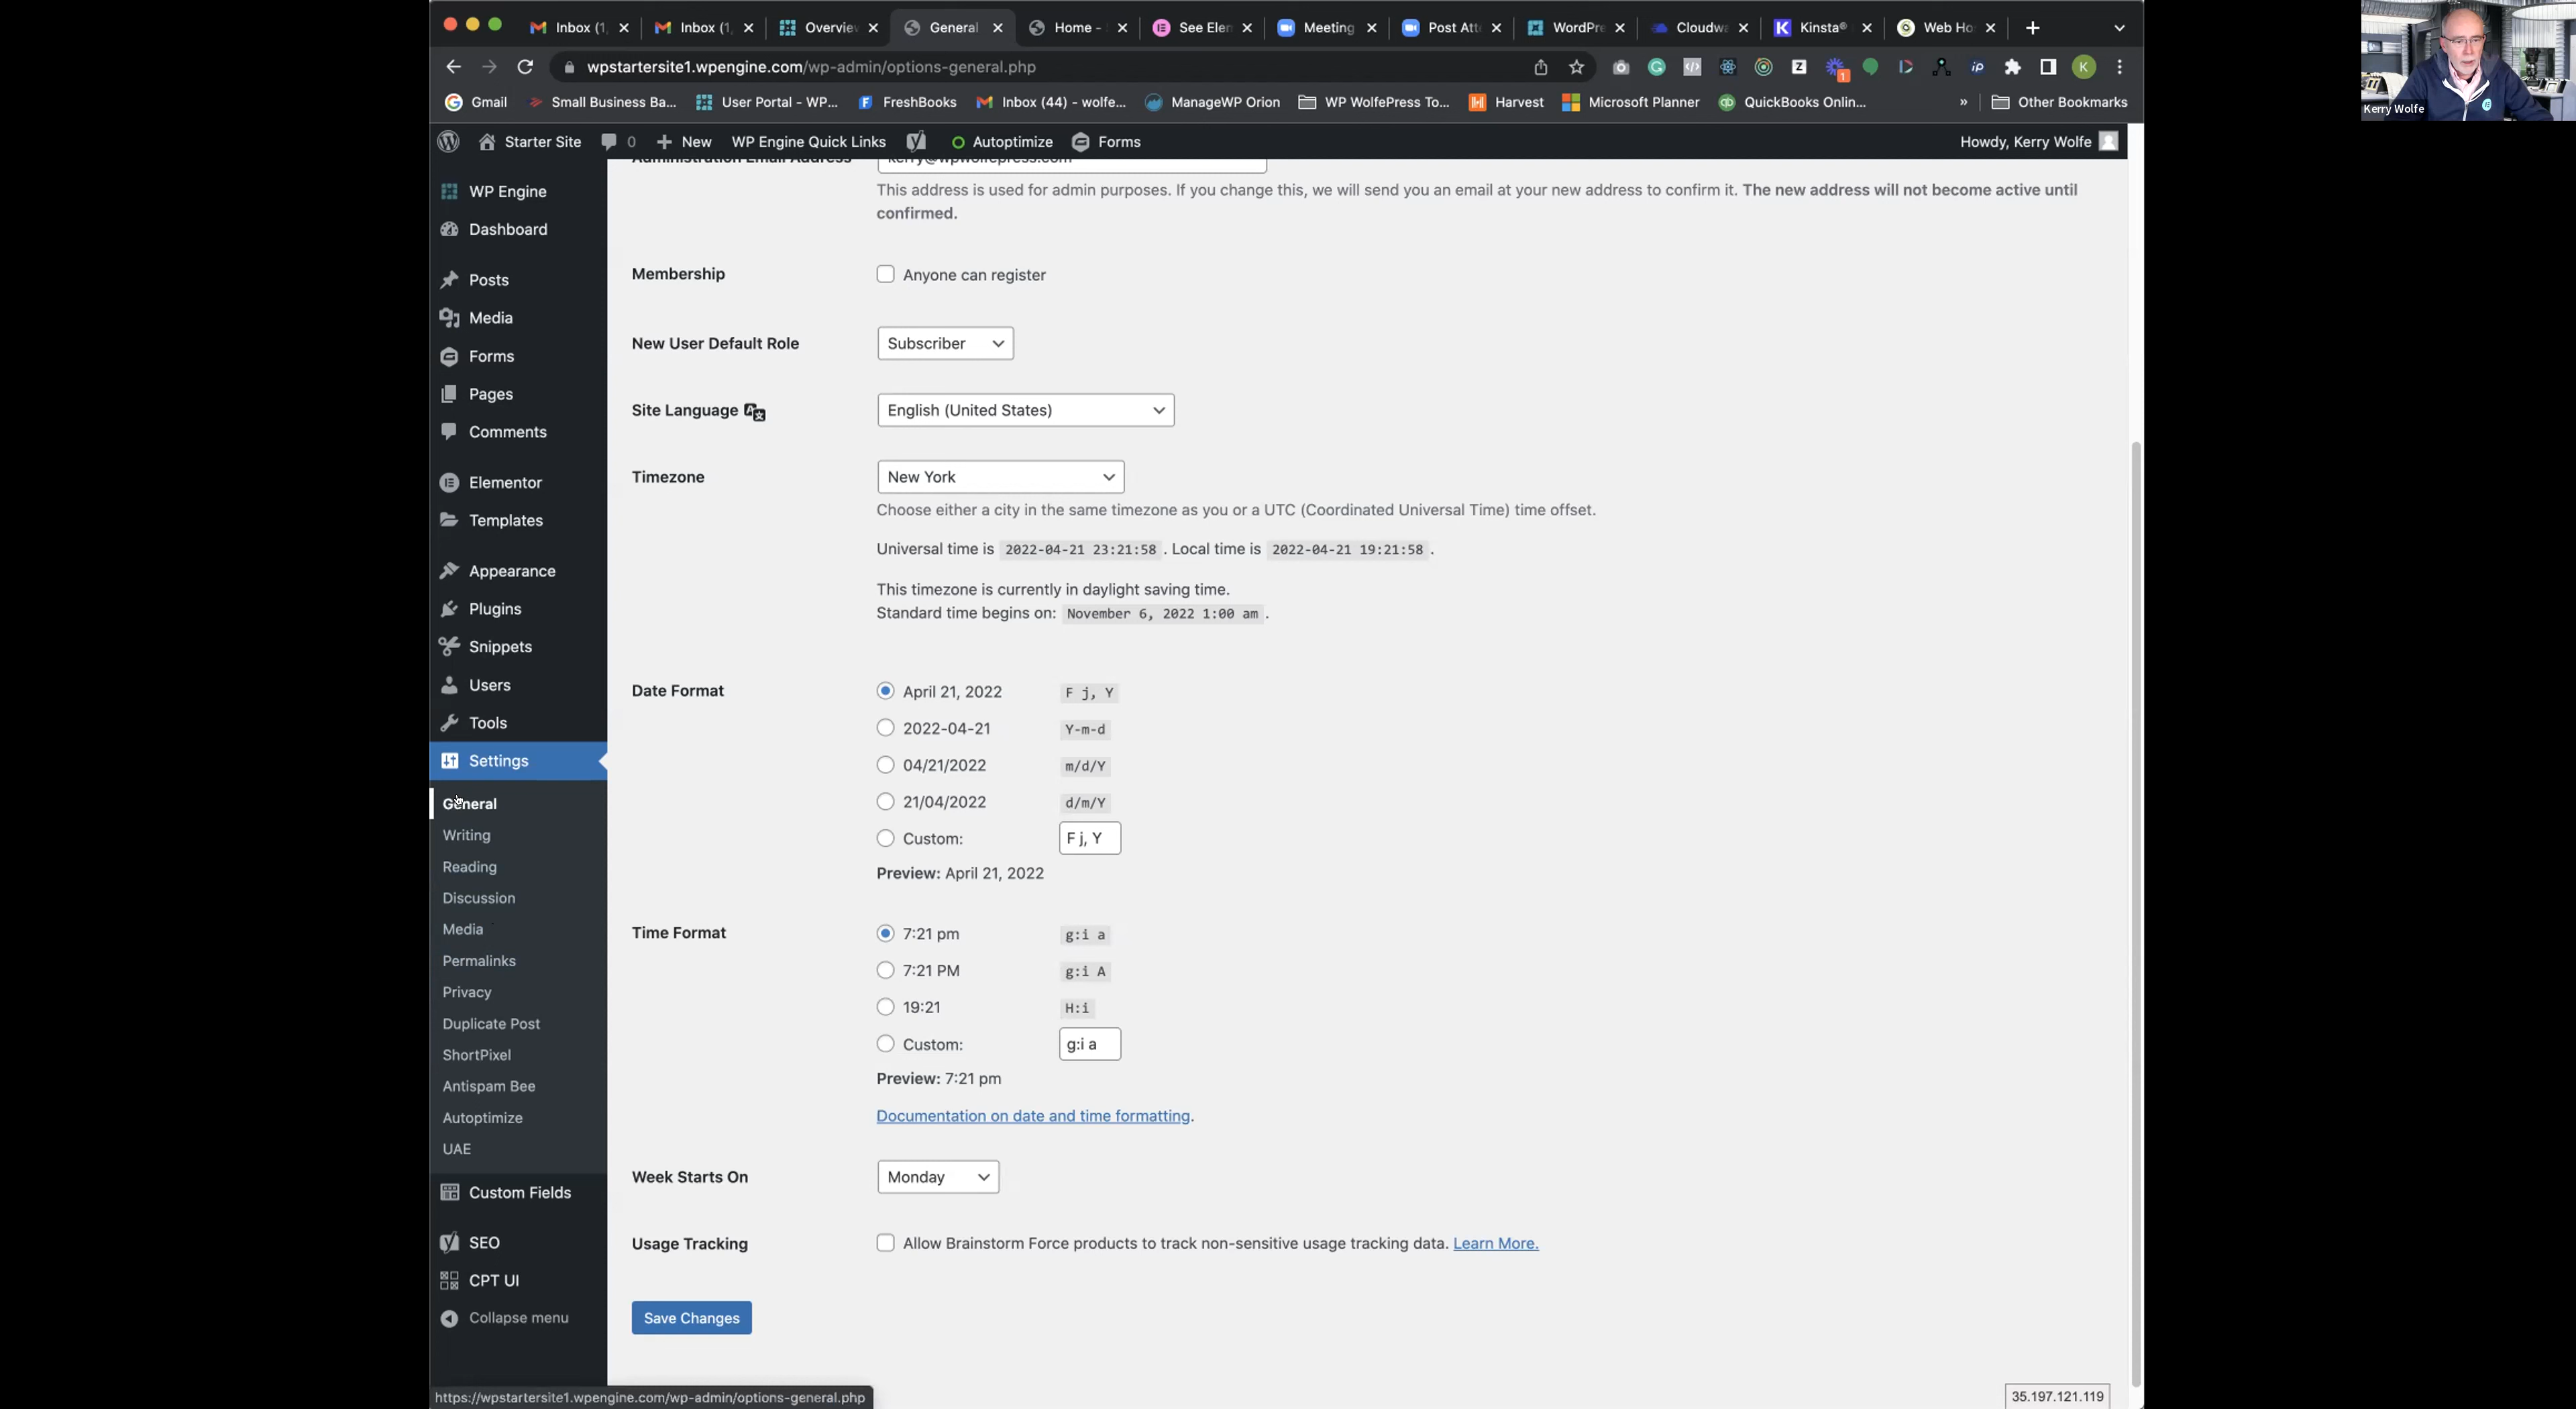 Inbox (1,
Inbox (1,
Overview
General
Home -
See Elem
Meeting
Post Atte
WordPre
Cloudwa
Kinsta®
Web Ho
wpstartersite1.wpengine.com/wp-admin/options-general.php
K
Gmail
Small Business Ba...
User Portal - WP...
FreshBooks
Inbox (44) - wolfe...
ManageWP Orion
WP WolfePress To...
Harvest
Microsoft Planner
QuickBooks Onlin...
»
Other Bookmarks
Kerry Wolfe
Starter Site
0
New
WP Engine Quick Links
Autoptimize
Forms
Howdy, Kerry Wolfe
WP Engine
Dashboard
Posts
Media
Forms
Pages
Comments
Elementor
Templates
Appearance
Plugins
Snippets
Users
Tools
Settings
General
Writing
Reading
Discussion
Media
Permalinks
Privacy
Duplicate Post
ShortPixel
Antispam Bee
Autoptimize
UAE
Custom Fields
SEO
CPT UI
Collapse menu
Administration Email Address
kerry@wpwolfepress.com
This address is used for admin purposes. If you change this, we will send you an email at your new address to confirm it. The new address will not become active until
confirmed.
Membership
Anyone can register
New User Default Role
Subscriber
Site Language
English (United States)
Timezone
New York
Choose either a city in the same timezone as you or a UTC (Coordinated Universal Time) time offset.
Universal time is 2022-04-21 23:21:58 . Local time is 2022-04-21 19:21:58 .
This timezone is currently in daylight saving time.
Standard time begins on: November 6, 2022 1:00 am .
Date Format
April 21, 2022 F j, Y
2022-04-21 Y-m-d
04/21/2022 m/d/Y
21/04/2022 d/m/Y
Custom: F j, Y
Preview: April 21, 2022
Time Format
7:21 pm g:i a
7:21 PM g:i A
19:21 H:i
Custom: g:i a
Preview: 7:21 pm
Documentation on date and time formatting.
Week Starts On
Monday
Usage Tracking
Allow Brainstorm Force products to track non-sensitive usage tracking data. Learn More.
Save Changes
https://wpstartersite1.wpengine.com/wp-admin/options-general.php
35.197.121.119